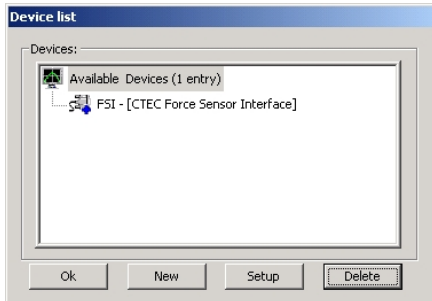 Device list
Devices:
Available Devices (1 entry)
FSI - [CTEC Force Sensor Interface]
Ok New Setup Delete